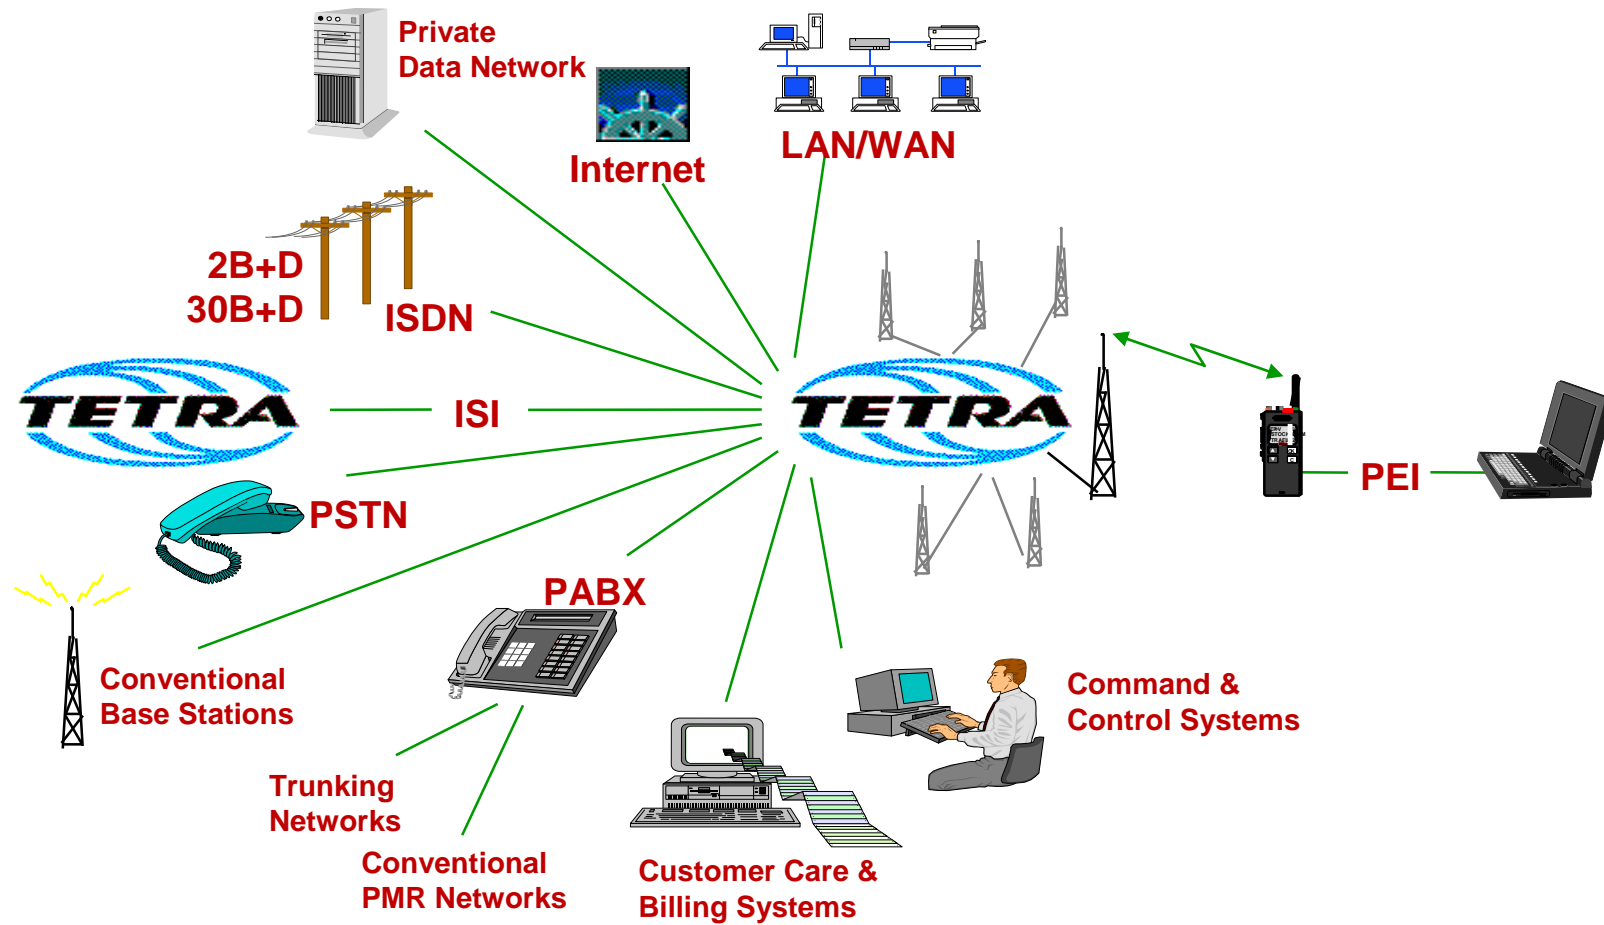 Private
Data Network
Internet
LAN/WAN
2B+D
30B+D
ISDN
TETRA
ISI
TETRA
PEI
PSTN
PABX
Conventional
Base Stations
Command &
Control Systems
Trunking
Networks
Conventional
PMR Networks
Customer Care &
Billing Systems